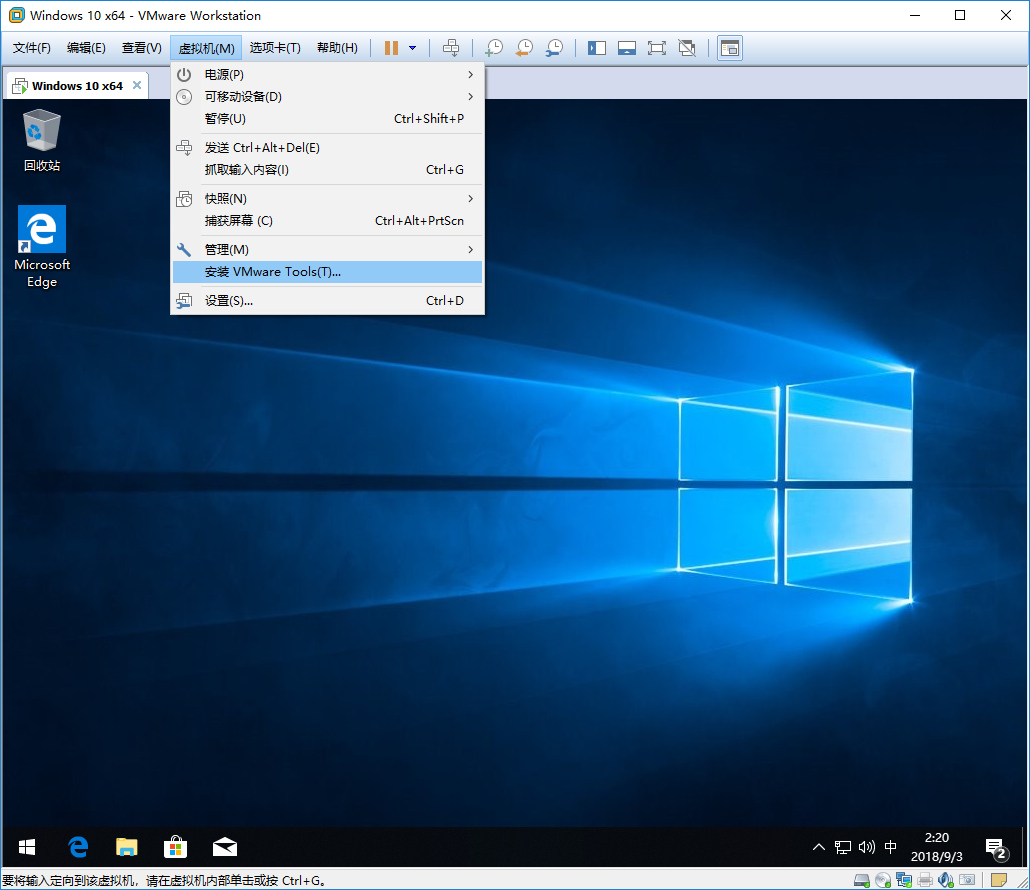 Windows 10 x64 - VMware Workstation
文件(F) 编辑(E) 查看(V) 虚拟机(M) 选项卡(T) 帮助(H)
Windows 10 x64
电源(P)
可移动设备(D)
暂停(U) Ctrl+Shift+P
发送 Ctrl+Alt+Del(E)
抓取输入内容(I) Ctrl+G
快照(N)
捕获屏幕 (C) Ctrl+Alt+PrtScn
管理(M)
安装 VMware Tools(T)...
设置(S)... Ctrl+D
回收站
Microsoft
Edge
中
2:20
2018/9/3
2
要将输入定向到该虚拟机，请在虚拟机内部单击或按 Ctrl+G。